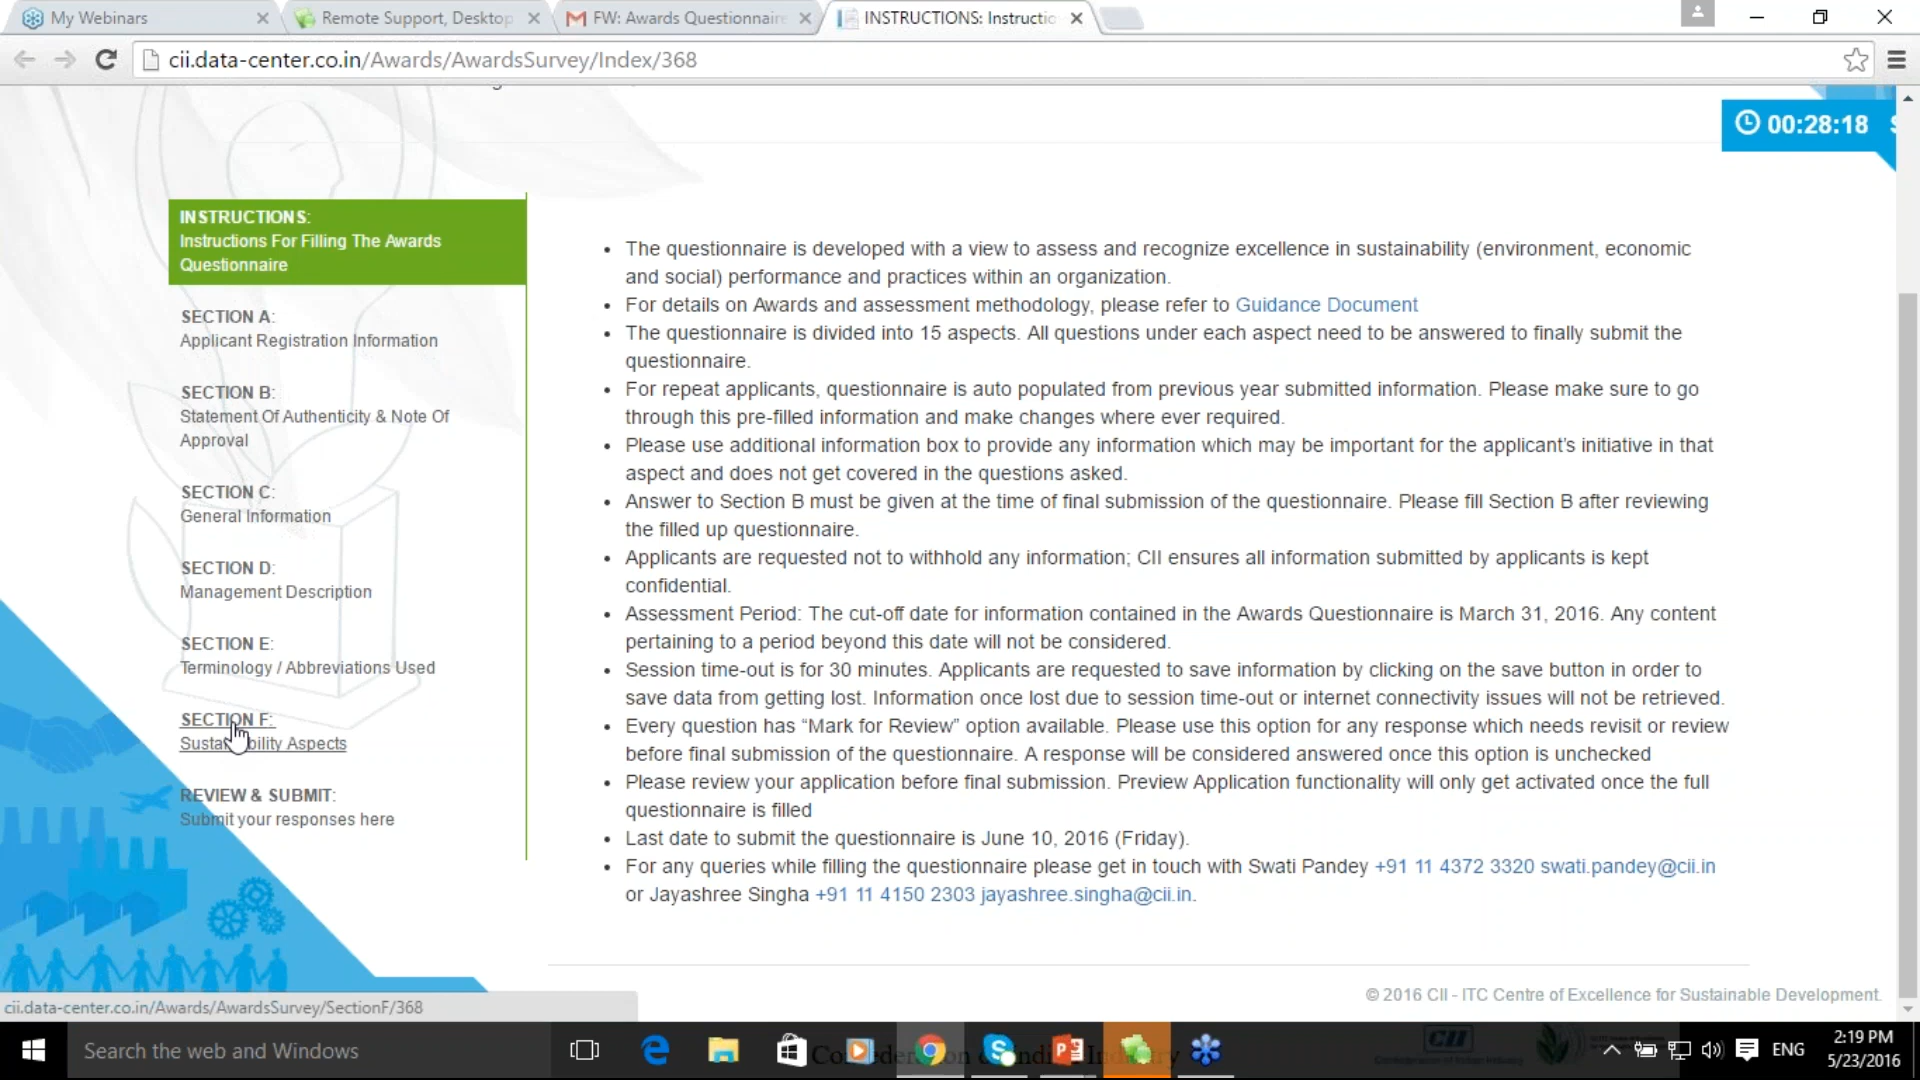 My Webinars
Remote Support, Desktop
FW: Awards Questionnaire
INSTRUCTIONS: Instructio
cii.data-center.co.in/Awards/AwardsSurvey/Index/368
00:28:18
INSTRUCTIONS:
Instructions For Filling The Awards
Questionnaire
SECTION A:
Applicant Registration Information
SECTION B:
Statement Of Authenticity & Note Of
Approval
SECTION C:
General Information
SECTION D:
Management Description
SECTION E:
Terminology / Abbreviations Used
SECTION F:
Sustainability Aspects
REVIEW & SUBMIT:
Submit your responses here
• The questionnaire is developed with a view to assess and recognize excellence in sustainability (environment, economic
and social) performance and practices within an organization.
• For details on Awards and assessment methodology, please refer to Guidance Document
• The questionnaire is divided into 15 aspects. All questions under each aspect need to be answered to finally submit the
questionnaire.
• For repeat applicants, questionnaire is auto populated from previous year submitted information. Please make sure to go
through this pre-filled information and make changes where ever required.
• Please use additional information box to provide any information which may be important for the applicant's initiative in that
aspect and does not get covered in the questions asked.
• Answer to Section B must be given at the time of final submission of the questionnaire. Please fill Section B after reviewing
the filled up questionnaire.
• Applicants are requested not to withhold any information; CII ensures all information submitted by applicants is kept
confidential.
• Assessment Period: The cut-off date for information contained in the Awards Questionnaire is March 31, 2016. Any content
pertaining to a period beyond this date will not be considered.
• Session time-out is for 30 minutes. Applicants are requested to save information by clicking on the save button in order to
save data from getting lost. Information once lost due to session time-out or internet connectivity issues will not be retrieved.
• Every question has “Mark for Review” option available. Please use this option for any response which needs revisit or review
before final submission of the questionnaire. A response will be considered answered once this option is unchecked
• Please review your application before final submission. Preview Application functionality will only get activated once the full
questionnaire is filled
• Last date to submit the questionnaire is June 10, 2016 (Friday).
• For any queries while filling the questionnaire please get in touch with Swati Pandey +91 11 4372 3320 swati.pandey@cii.in
or Jayashree Singha +91 11 4150 2303 jayashree.singha@cii.in.
© 2016 CII - ITC Centre of Excellence for Sustainable Development.
cii.data-center.co.in/Awards/AwardsSurvey/SectionF/368
Search the web and Windows
CII
ENG
2:19 PM
5/23/2016